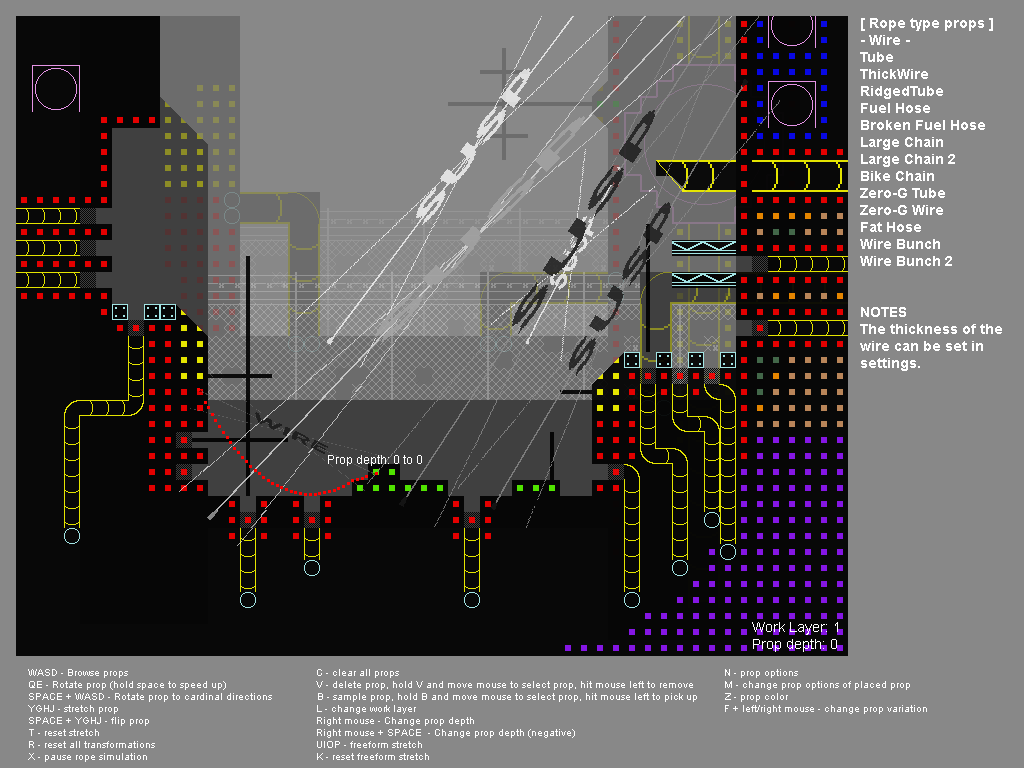 [ Rope type props ]
- Wire -
Tube
ThickWire
RidgedTube
Fuel Hose
Broken Fuel Hose
Large Chain
Large Chain 2
Bike Chain
Zero-G Tube
Zero-G Wire
Fat Hose
Wire Bunch
Wire Bunch 2
NOTES
The thickness of the
wire can be set in
settings.
WIRE
Prop depth: 0 to 0
Work Layer: 1
Prop depth: 0
WASD - Browse props
QE - Rotate prop (hold space to speed up)
SPACE + WASD - Rotate prop to cardinal directions
YGHJ - stretch prop
SPACE + YGHJ - flip prop
T - reset stretch
R - reset all transformations
X - pause rope simulation
C - clear all props
V - delete prop, hold V and move mouse to select prop, hit mouse left to remove
B - sample prop, hold B and move mouse to select prop, hit mouse left to pick up
L - change work layer
Right mouse - Change prop depth
Right mouse + SPACE  - Change prop depth (negative)
UIOP - freeform stretch
K - reset freeform stretch
N - prop options
M - change prop options of placed prop
Z - prop color
F + left/right mouse - change prop variation